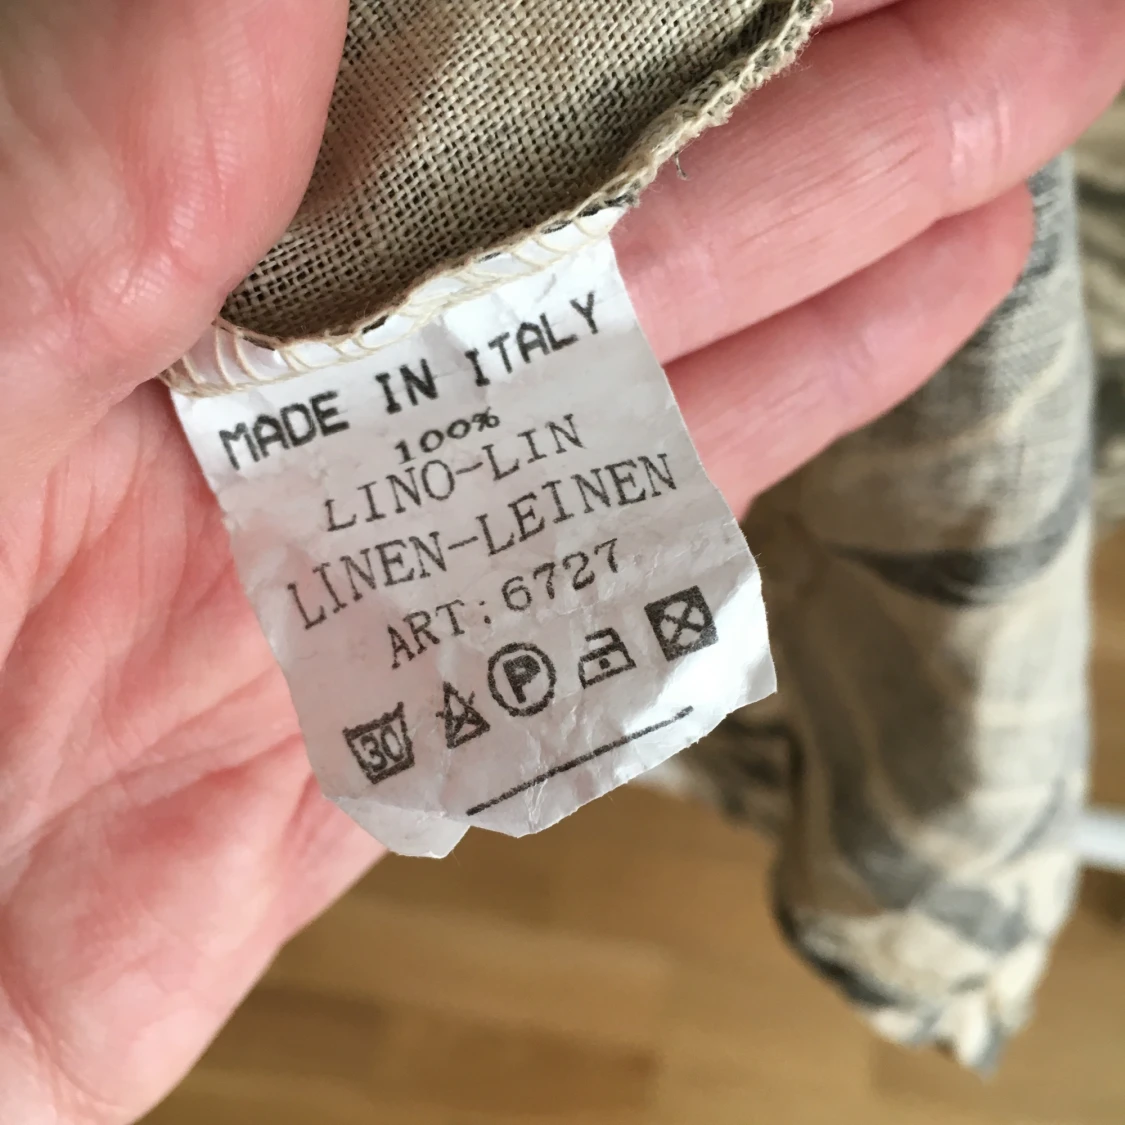 MADE IN ITALY
100%
LINO-LIN
LINEN-LEINEN
ART: 6727
30 P